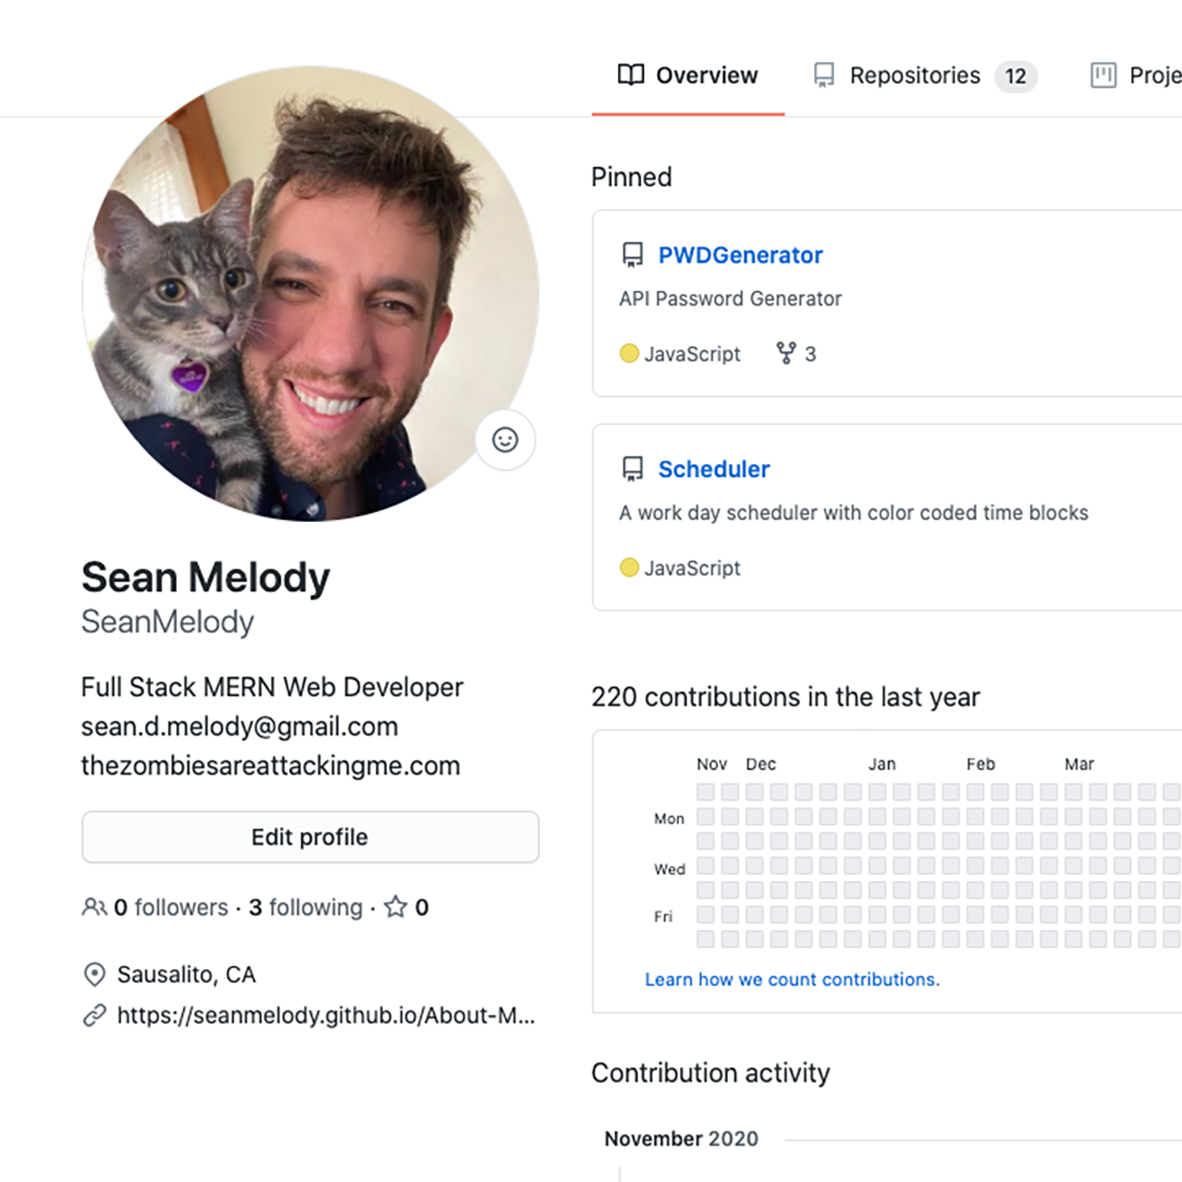 Overview
Repositories 12
Proje
Sean Melody
SeanMelody
Full Stack MERN Web Developer
sean.d.melody@gmail.com
thezombiesareattackingme.com
Edit profile
0 followers · 3 following · 0
Sausalito, CA
https://seanmelody.github.io/About-M...
Pinned
PWDGenerator
API Password Generator
JavaScript 3
Scheduler
A work day scheduler with color coded time blocks
JavaScript
220 contributions in the last year
Nov Dec Jan Feb Mar
Mon
Wed
Fri
Learn how we count contributions.
Contribution activity
November 2020